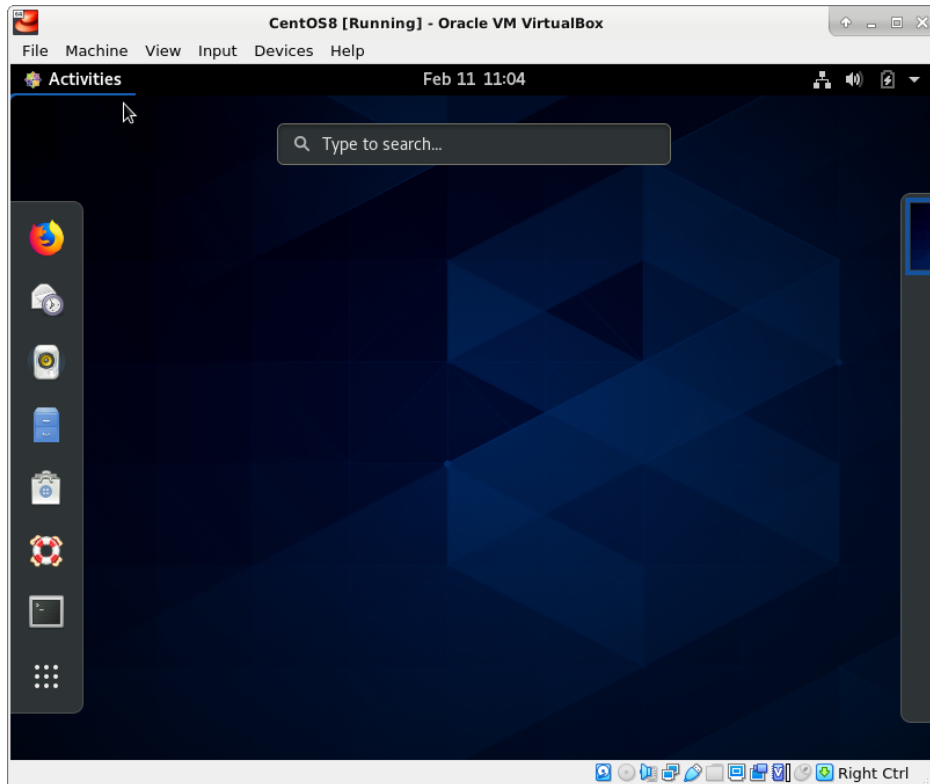 CentOS8 [Running] - Oracle VM VirtualBox
File Machine View Input Devices Help
Activities Feb 11 11:04
Type to search...
Right Ctrl